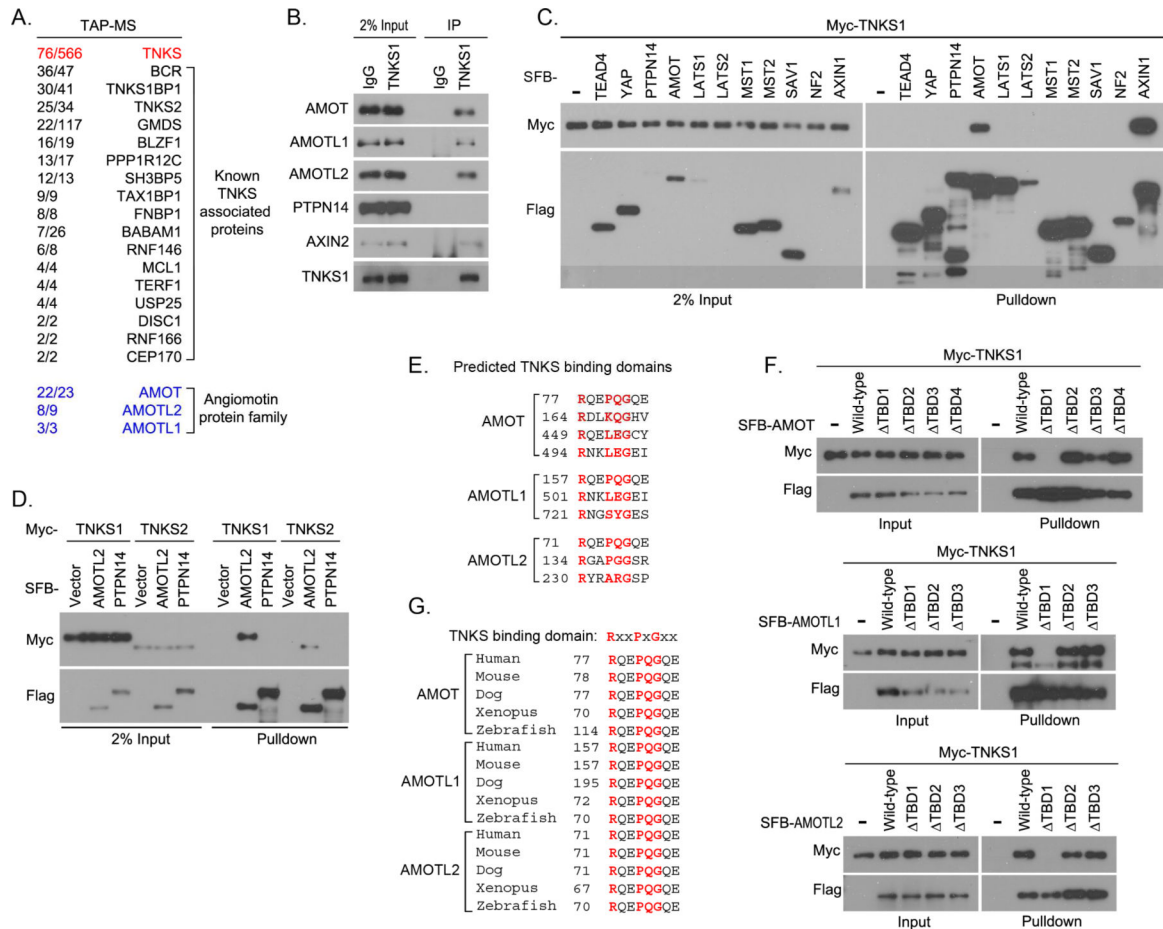 A.
TAP-MS
76/566 TNKS
36/47 BCR
30/41 TNKS1BP1
25/34 TNKS2
22/117 GMDS
16/19 BLZF1
13/17 PPP1R12C
12/13 SH3BP5
9/9 TAX1BP1
8/8 FNBP1
7/26 BABAM1
6/8 RNF146
4/4 MCL1
4/4 TERF1
4/4 USP25
2/2 DISC1
2/2 RNF166
2/2 CEP170
Known
TNKS
associated
proteins
22/23 AMOT
8/9 AMOTL2
3/3 AMOTL1
Angiomotin
protein family
B.
2% Input IP
IgG TNKS1 IgG TNKS1
AMOT
AMOTL1
AMOTL2
PTPN14
AXIN2
TNKS1
C.
Myc-TNKS1
SFB- - TEAD4 YAP PTPN14 AMOT LATS1 LATS2 MST1 MST2 SAV1 NF2 AXIN1 - TEAD4 YAP PTPN14 AMOT LATS1 LATS2 MST1 MST2 SAV1 NF2 AXIN1
Myc
Flag
2% Input Pulldown
D.
Myc- TNKS1 TNKS2 TNKS1 TNKS2
SFB- Vector AMOTL2 PTPN14 Vector AMOTL2 PTPN14 Vector AMOTL2 PTPN14 Vector AMOTL2 PTPN14
Myc
Flag
2% Input Pulldown
E.
Predicted TNKS binding domains
AMOT
77 RQEPQGQE
164 RDLKQGHV
449 RQELEGCY
494 RNKLEGEI
AMOTL1
157 RQEPQGQE
501 RNKLEGEI
721 RNGSYGES
AMOTL2
71 RQEPQGQE
134 RGAPGGSR
230 RYRARGSP
F.
Myc-TNKS1
SFB-AMOT - Wild-type ΔTBD1 ΔTBD2 ΔTBD3 ΔTBD4 - Wild-type ΔTBD1 ΔTBD2 ΔTBD3 ΔTBD4
Myc
Flag
Input Pulldown
Myc-TNKS1
SFB-AMOTL1 - Wild-type ΔTBD1 ΔTBD2 ΔTBD3 - Wild-type ΔTBD1 ΔTBD2 ΔTBD3
Myc
Flag
Input Pulldown
Myc-TNKS1
SFB-AMOTL2 - Wild-type ΔTBD1 ΔTBD2 ΔTBD3 - Wild-type ΔTBD1 ΔTBD2 ΔTBD3
Myc
Flag
Input Pulldown
G.
TNKS binding domain: RxxPxGxx
AMOT
Human 77 RQEPQGQE
Mouse 78 RQEPQGQE
Dog 77 RQEPQGQE
Xenopus 70 RQEPQGQE
Zebrafish 114 RQEPQGQE
AMOTL1
Human 157 RQEPQGQE
Mouse 157 RQEPQGQE
Dog 195 RQEPQGQE
Xenopus 72 RQEPQGQE
Zebrafish 70 RQEPQGQE
AMOTL2
Human 71 RQEPQGQE
Mouse 71 RQEPQGQE
Dog 71 RQEPQGQE
Xenopus 67 RQEPQGQE
Zebrafish 70 RQEPQGQE